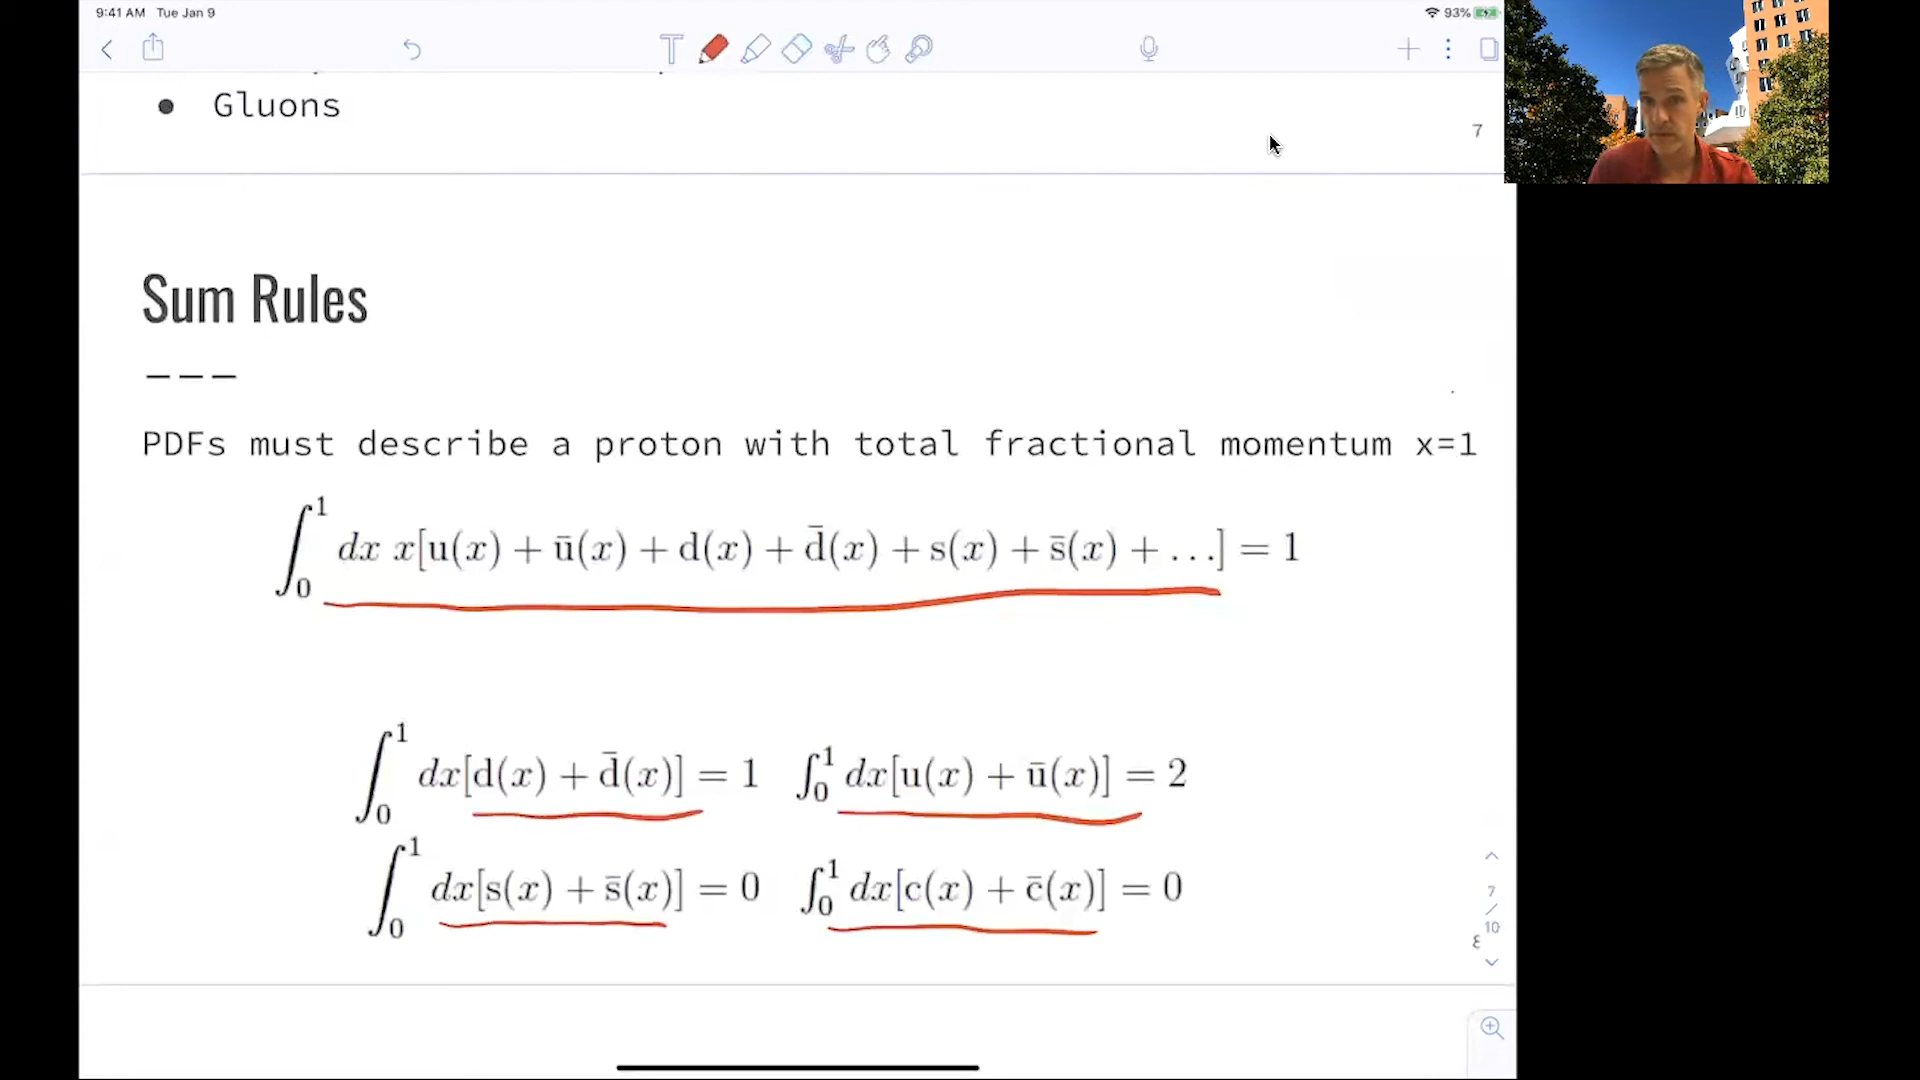 9:41 AM Tue Jan 9
93%
• Gluons
7
Sum Rules
---
PDFs must describe a proton with total fractional momentum x=1
∫₀¹ dx x[u(x) + ū(x) + d(x) + d̄(x) + s(x) + s̄(x) + ...] = 1
∫₀¹ dx[d(x) + d̄(x)] = 1 ∫₀¹ dx[u(x) + ū(x)] = 2
∫₀¹ dx[s(x) + s̄(x)] = 0 ∫₀¹ dx[c(x) + c̄(x)] = 0
7
/
10